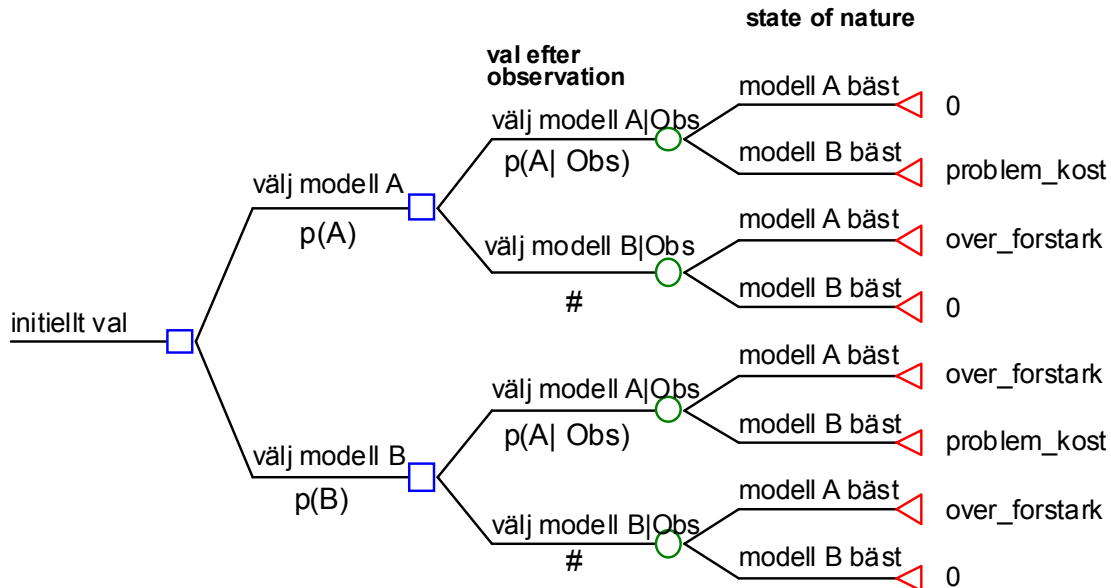 state of nature
val efter
observation
modell A bäst
0
välj modell A|Obs
p(A| Obs)
modell B bäst
problem_kost
välj modell A
p(A)
modell A bäst
over_forstark
välj modell B|Obs
#
modell B bäst
0
initiellt val
modell A bäst
over_forstark
välj modell A|Obs
p(A| Obs)
modell B bäst
problem_kost
välj modell B
p(B)
modell A bäst
over_forstark
välj modell B|Obs
#
modell B bäst
0